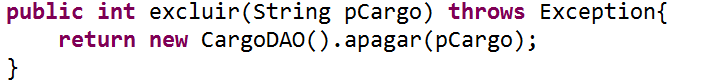 public int excluir(String pCargo) throws Exception{
    return new CargoDAO().apagar(pCargo);
}